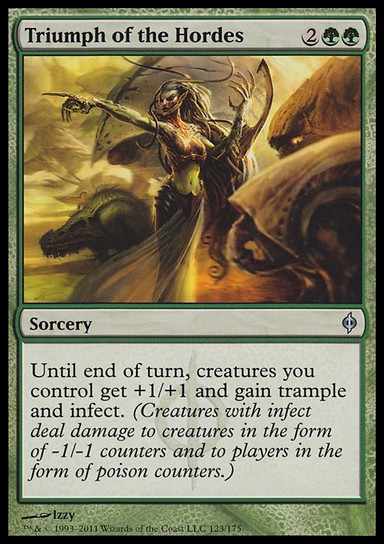 Triumph of the Hordes 2
Sorcery
Until end of turn, creatures you
control get +1/+1 and gain trample
and infect. (Creatures with infect
deal damage to creatures in the form
of -1/-1 counters and to players in the
form of poison counters.)
Izzy
™ & © 1993-2011 Wizards of the Coast LLC 123/175